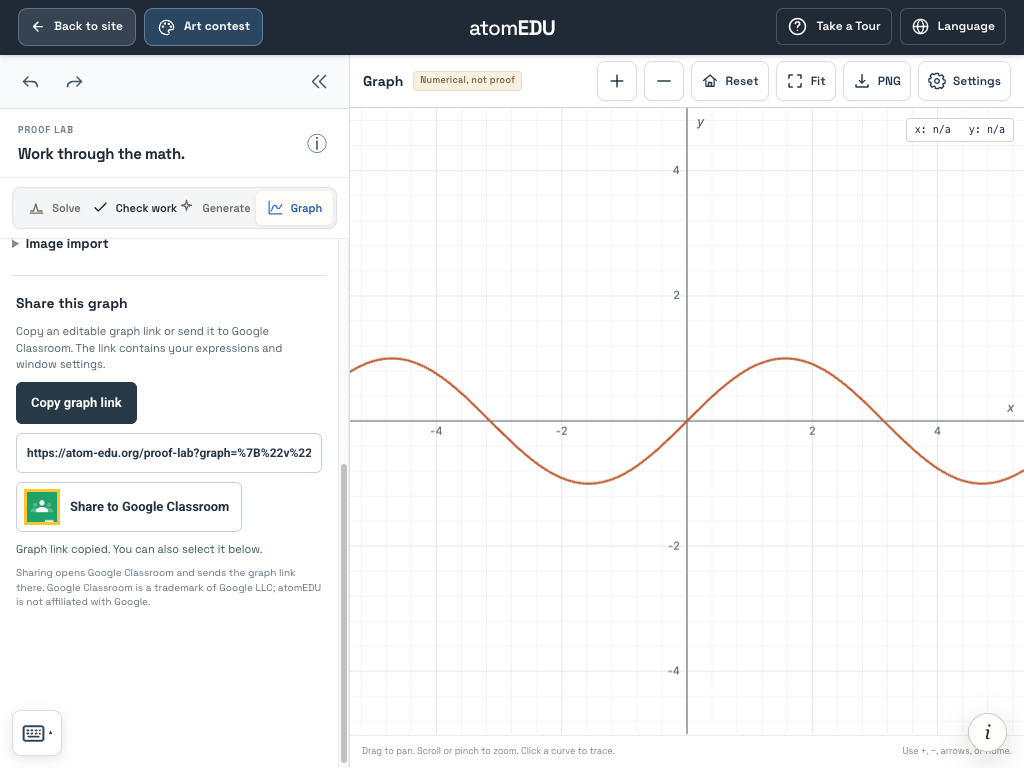 Back to site
Art contest
atomEDU
Take a Tour
Language
PROOF LAB
Work through the math.
Solve
Check work
Generate
Graph
Image import
Share this graph
Copy an editable graph link or send it to Google
Classroom. The link contains your expressions and
window settings.
Copy graph link
https://atom-edu.org/proof-lab?graph=%7B%22v%22
Share to Google Classroom
Graph link copied. You can also select it below.
Sharing opens Google Classroom and sends the graph link
there. Google Classroom is a trademark of Google LLC; atomEDU
is not affiliated with Google.
Graph
Numerical, not proof
Reset
Fit
PNG
Settings
x: n/a y: n/a
y
4
2
x
-4
-2
2
4
-2
-4
Drag to pan. Scroll or pinch to zoom. Click a curve to trace.
Use +, −, arrows, or Home.
i